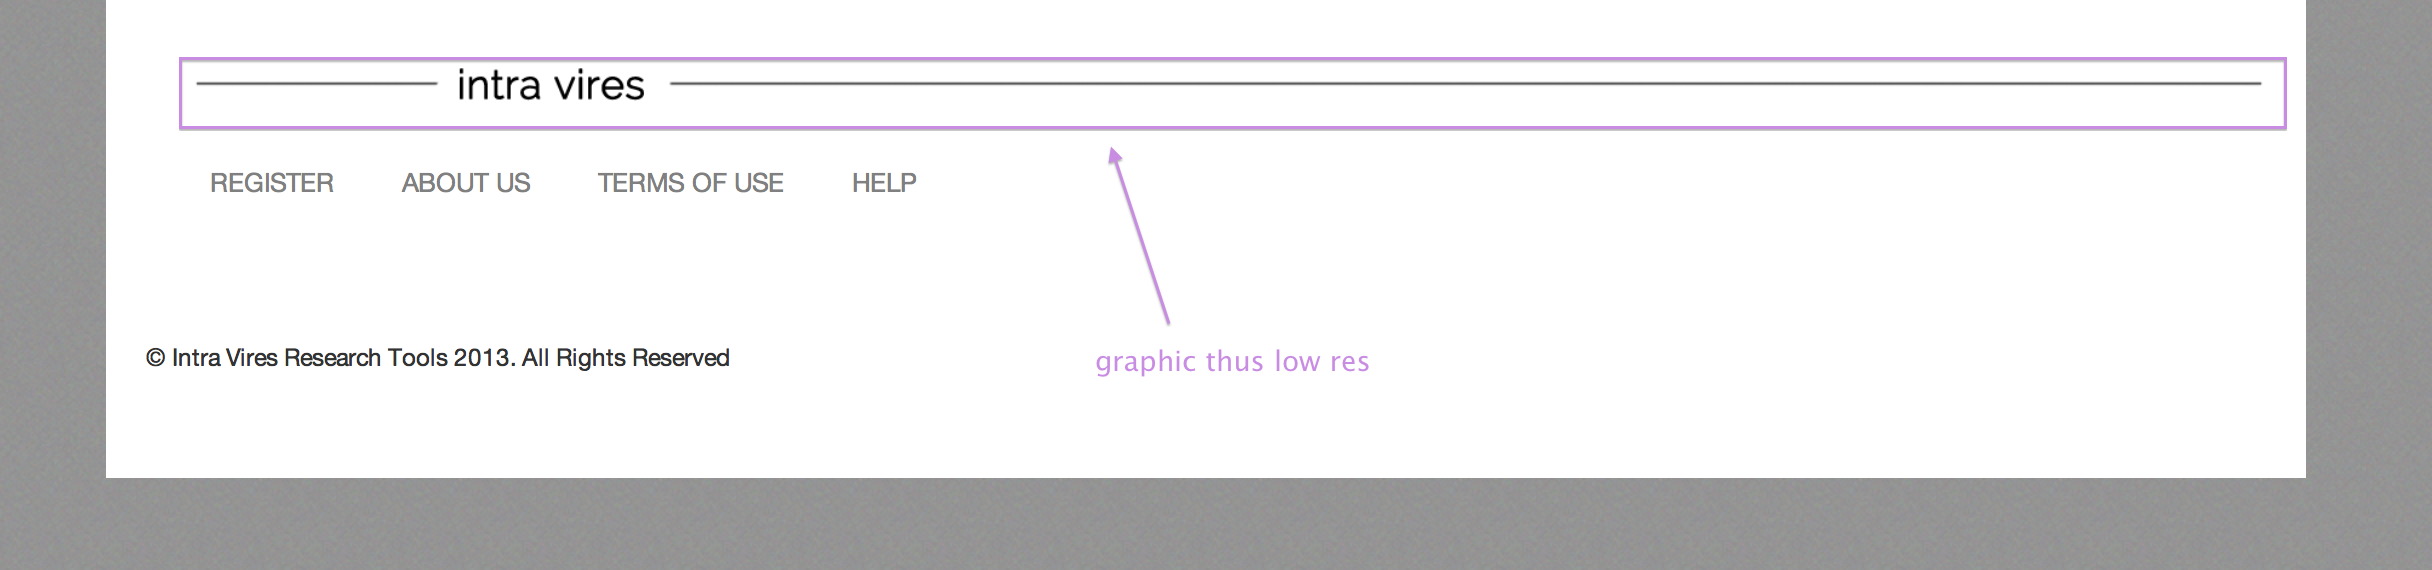 intra vires
REGISTER ABOUT US TERMS OF USE HELP
© Intra Vires Research Tools 2013. All Rights Reserved
graphic thus low res